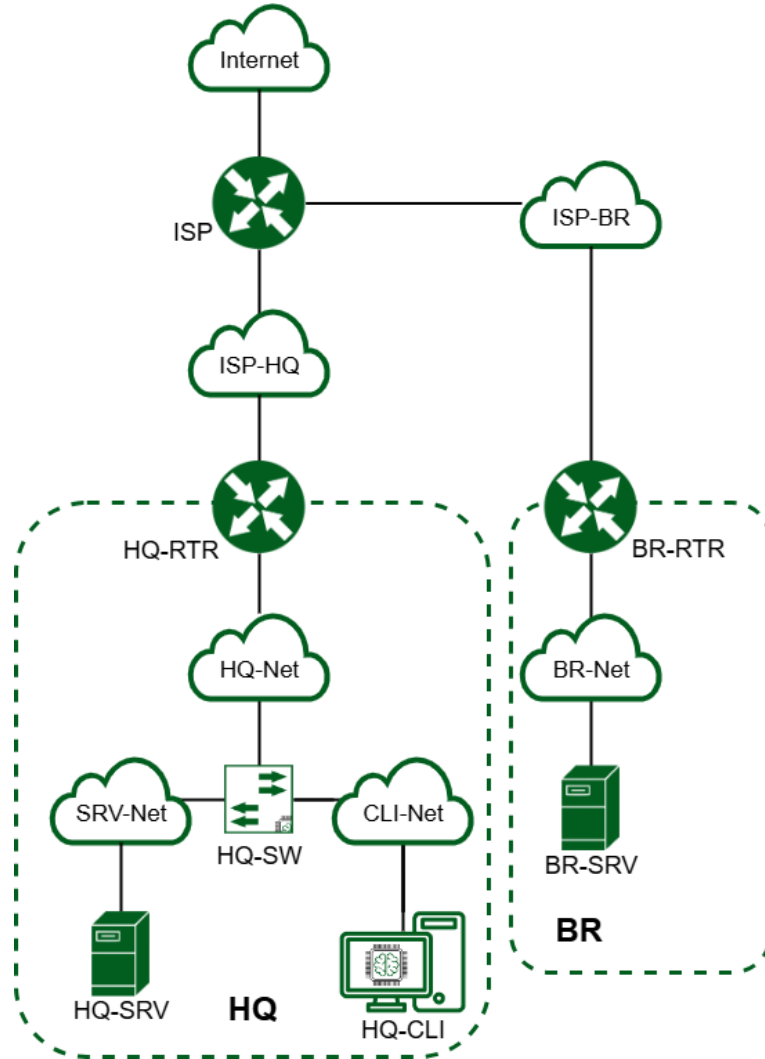 Internet
ISP
ISP-BR
ISP-HQ
HQ-RTR
BR-RTR
HQ-Net
BR-Net
SRV-Net
CLI-Net
HQ-SW
BR-SRV
BR
HQ-SRV
HQ
HQ-CLI